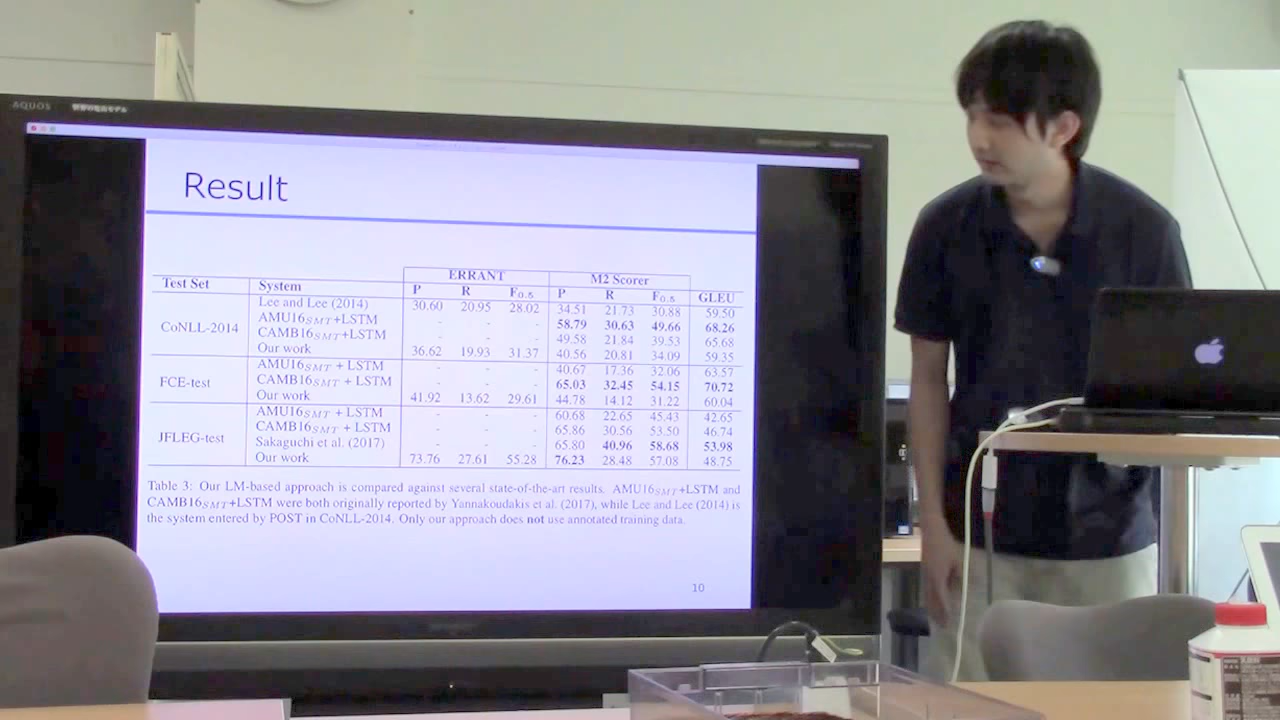 AQUOS
Result
ERRANT M2 Scorer
Test Set System P R F0.5 P R F0.5 GLEU
CoNLL-2014
Lee and Lee (2014) 30.60 20.95 28.02 34.51 21.73 30.88 59.50
AMU16SMT+LSTM - - - 58.79 30.63 49.66 68.26
CAMB16SMT+LSTM - - - 49.58 21.84 39.53 65.68
Our work 36.62 19.93 31.37 40.56 20.81 34.09 59.35
FCE-test
AMU16SMT + LSTM - - - 40.67 17.36 32.06 63.57
CAMB16SMT + LSTM - - - 65.03 32.45 54.15 70.72
Our work 41.92 13.62 29.61 44.78 14.12 31.22 60.04
JFLEG-test
AMU16SMT + LSTM - - - 60.68 22.65 45.43 42.65
CAMB16SMT + LSTM - - - 65.86 30.56 53.50 46.74
Sakaguchi et al. (2017) - - - 65.80 40.96 58.68 53.98
Our work 73.76 27.61 55.28 76.23 28.48 57.08 48.75
Table 3: Our LM-based approach is compared against several state-of-the-art results. AMU16SMT+LSTM and
CAMB16SMT+LSTM were both originally reported by Yannakoudakis et al. (2017), while Lee and Lee (2014) is
the system entered by POST in CoNLL-2014. Only our approach does not use annotated training data.
10